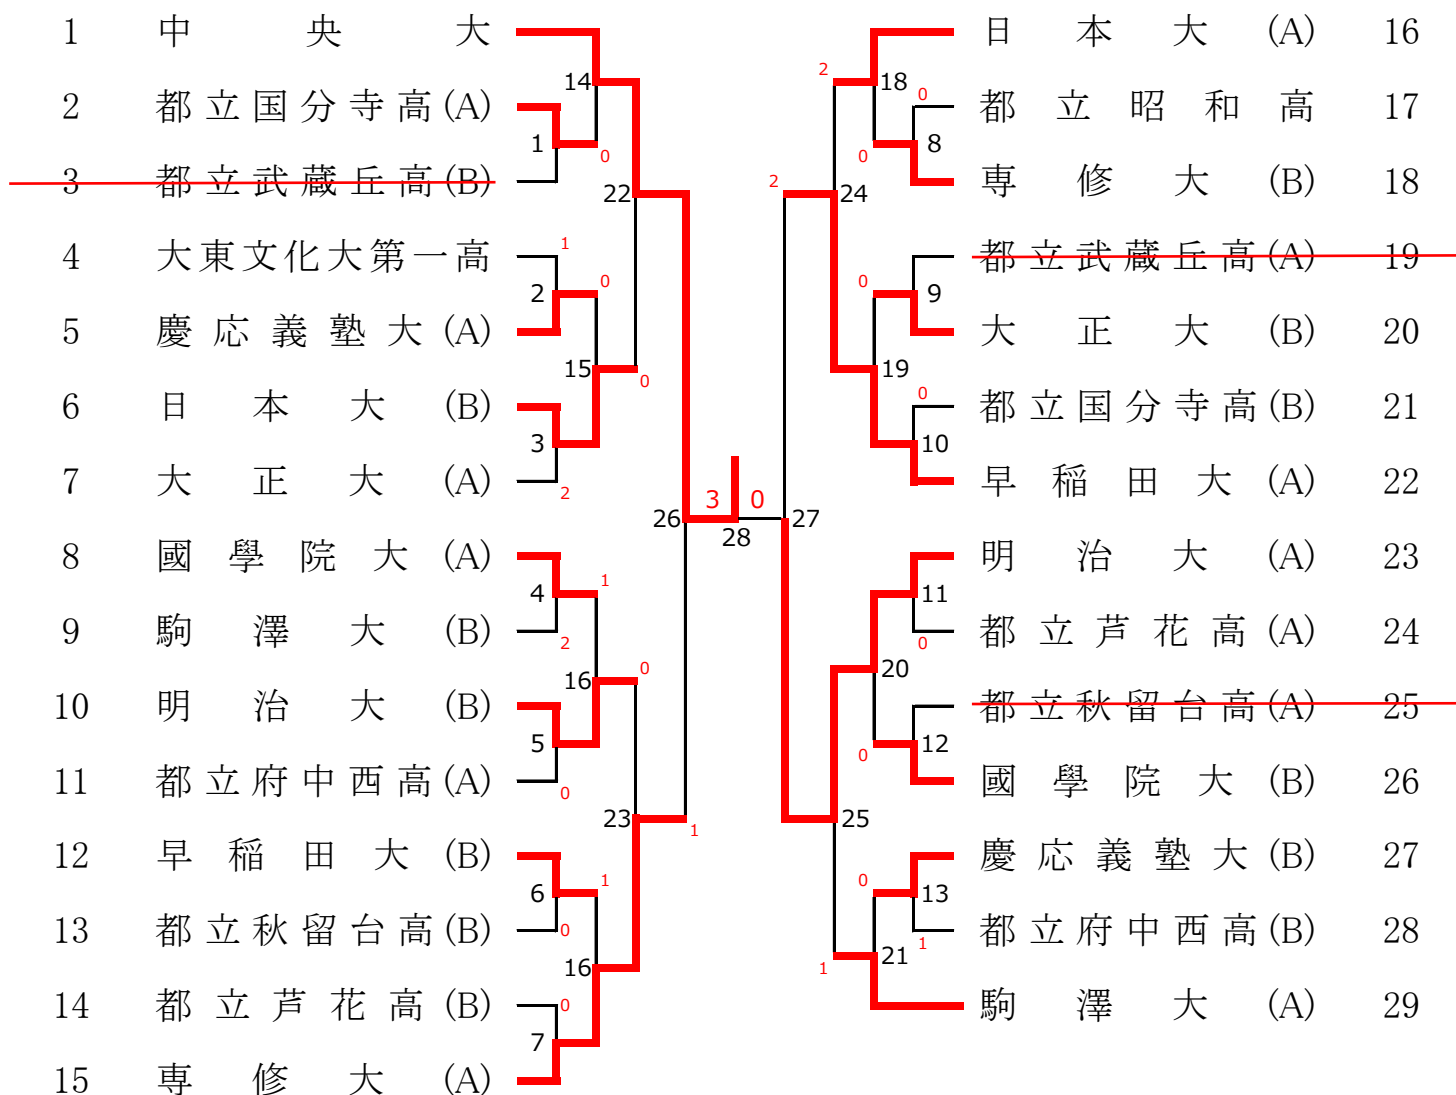 1 中央大
2 都立国分寺高(A)
3 都立武蔵丘高(B)
4 大東文化大第一高
5 慶応義塾大(A)
6 日本大(B)
7 大正大(A)
8 國學院大(A)
9 駒澤大(B)
10 明治大(B)
11 都立府中西高(A)
12 早稲田大(B)
13 都立秋留台高(B)
14 都立芦花高(B)
15 専修大(A)
14
1
0
22
1
2
0
15
0
3
2
4
1
2
16
0
5
0
23
1
6
1
0
16
0
7
26
3
0
28
27
2
18
0
8
0
2
24
0
9
19
0
10
11
0
20
12
0
25
0
13
1
21
1
日本大(A) 16
都立昭和高 17
専修大(B) 18
都立武蔵丘高(A) 19
大正大(B) 20
都立国分寺高(B) 21
早稲田大(A) 22
明治大(A) 23
都立芦花高(A) 24
都立秋留台高(A) 25
國學院大(B) 26
慶応義塾大(B) 27
都立府中西高(B) 28
駒澤大(A) 29